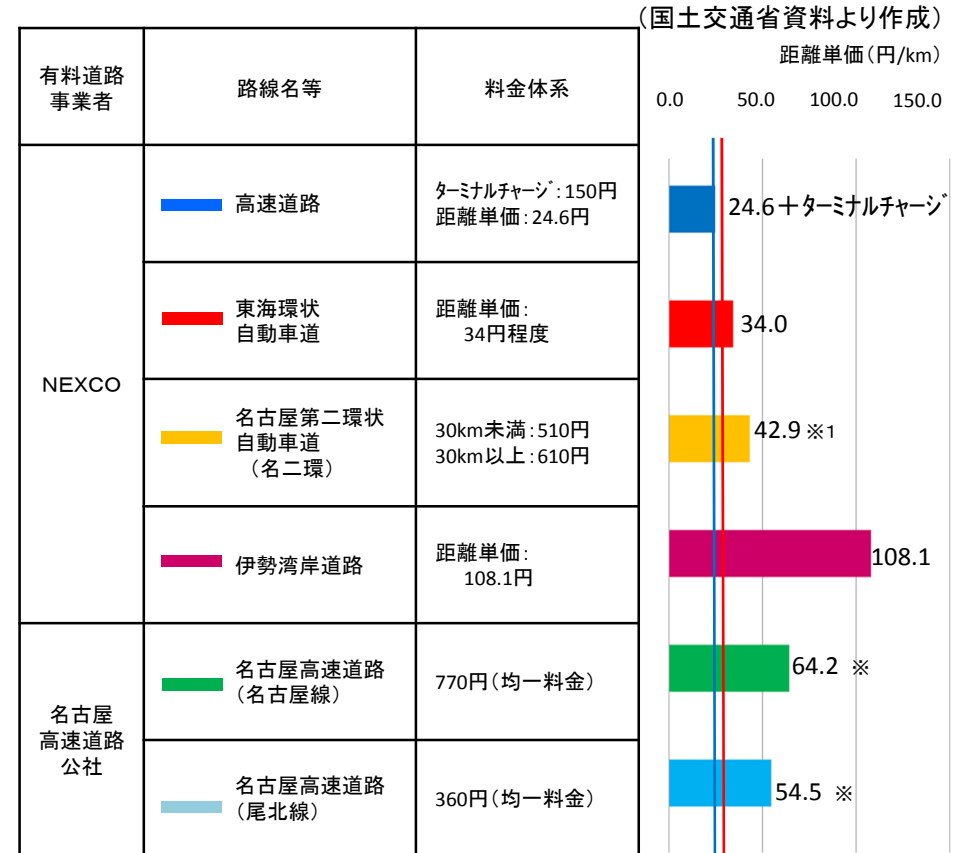 (国土交通省資料より作成)
距離単価(円/km)
有料道路
事業者
路線名等
料金体系
0.0 50.0 100.0 150.0
NEXCO
高速道路
ターミナルチャージ:150円
距離単価:24.6円
24.6+ターミナルチャージ
東海環状
自動車道
距離単価:
34円程度
34.0
名古屋第二環状
自動車道
(名二環)
30km未満:510円
30km以上:610円
42.9 ※1
伊勢湾岸道路
距離単価:
108.1円
108.1
名古屋
高速道路
公社
名古屋高速道路
(名古屋線)
770円(均一料金)
64.2 ※
名古屋高速道路
(尾北線)
360円(均一料金)
54.5 ※